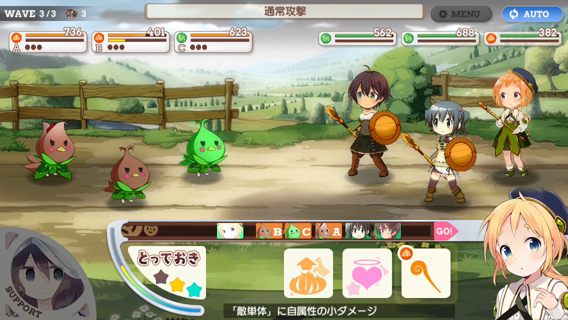 WAVE 3/3 3
通常攻撃
MENU
AUTO
736
A
401
B
623
C
562
688
382
B C A GO!
とっておき
SUPPORT
「敵単体」に自属性の小ダメージ